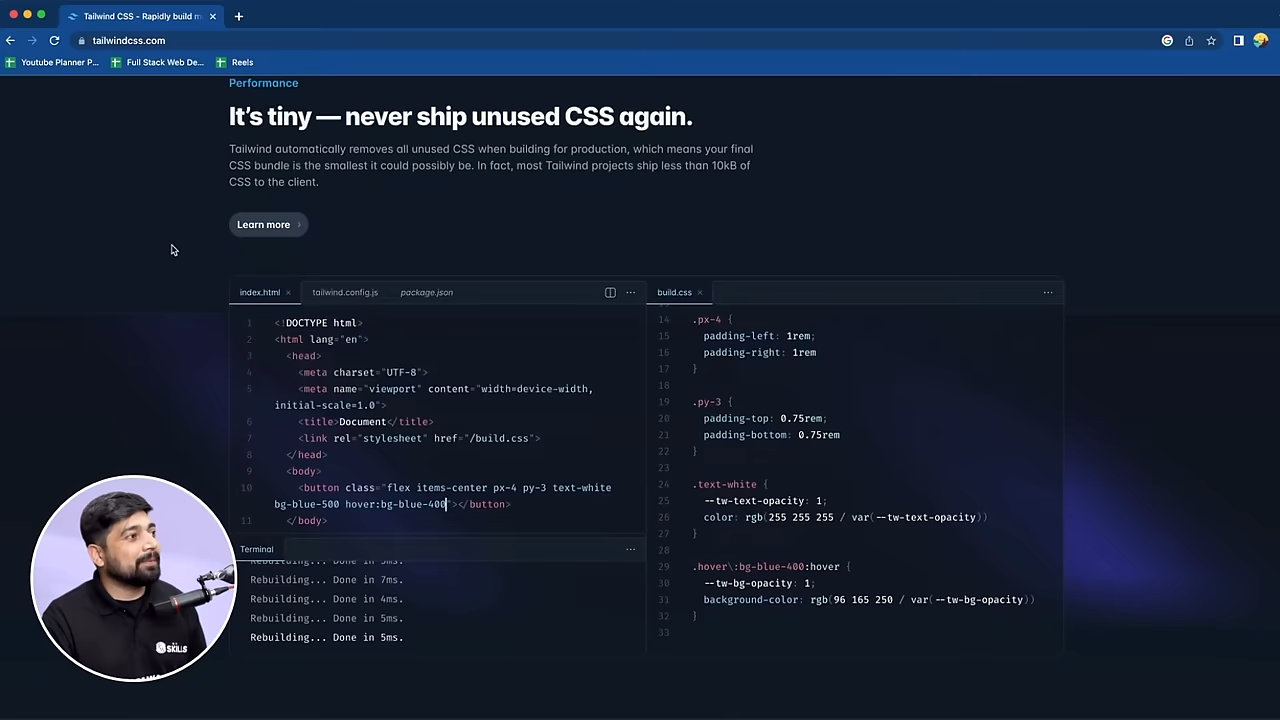 Tailwind CSS - Rapidly build m
tailwindcss.com
Youtube Planner P...
Full Stack Web De...
Reels
Performance
It's tiny — never ship unused CSS again.
Tailwind automatically removes all unused CSS when building for production, which means your final
CSS bundle is the smallest it could possibly be. In fact, most Tailwind projects ship less than 10kB of
CSS to the client.
Learn more
index.html
tailwind.config.js
package.json
1 <!DOCTYPE html>
2 <html lang="en">
3 <head>
4 <meta charset="UTF-8">
5 <meta name="viewport" content="width=device-width,
initial-scale=1.0">
6 <title>Document</title>
7 <link rel="stylesheet" href="/build.css">
8 </head>
9 <body>
10 <button class="flex items-center px-4 py-3 text-white
bg-blue-500 hover:bg-blue-400"></button>
11 </body>
Terminal
Rebuilding... Done in 5ms.
Rebuilding... Done in 7ms.
Rebuilding... Done in 4ms.
Rebuilding... Done in 5ms.
Rebuilding... Done in 5ms.
build.css
14 .px-4 {
15 padding-left: 1rem;
16 padding-right: 1rem
17 }
18
19 .py-3 {
20 padding-top: 0.75rem;
21 padding-bottom: 0.75rem
22 }
23
24 .text-white {
25 --tw-text-opacity: 1;
26 color: rgb(255 255 255 / var(--tw-text-opacity))
27 }
28
29 .hover\:bg-blue-400:hover {
30 --tw-bg-opacity: 1;
31 background-color: rgb(96 165 250 / var(--tw-bg-opacity))
32 }
33
SKILLS